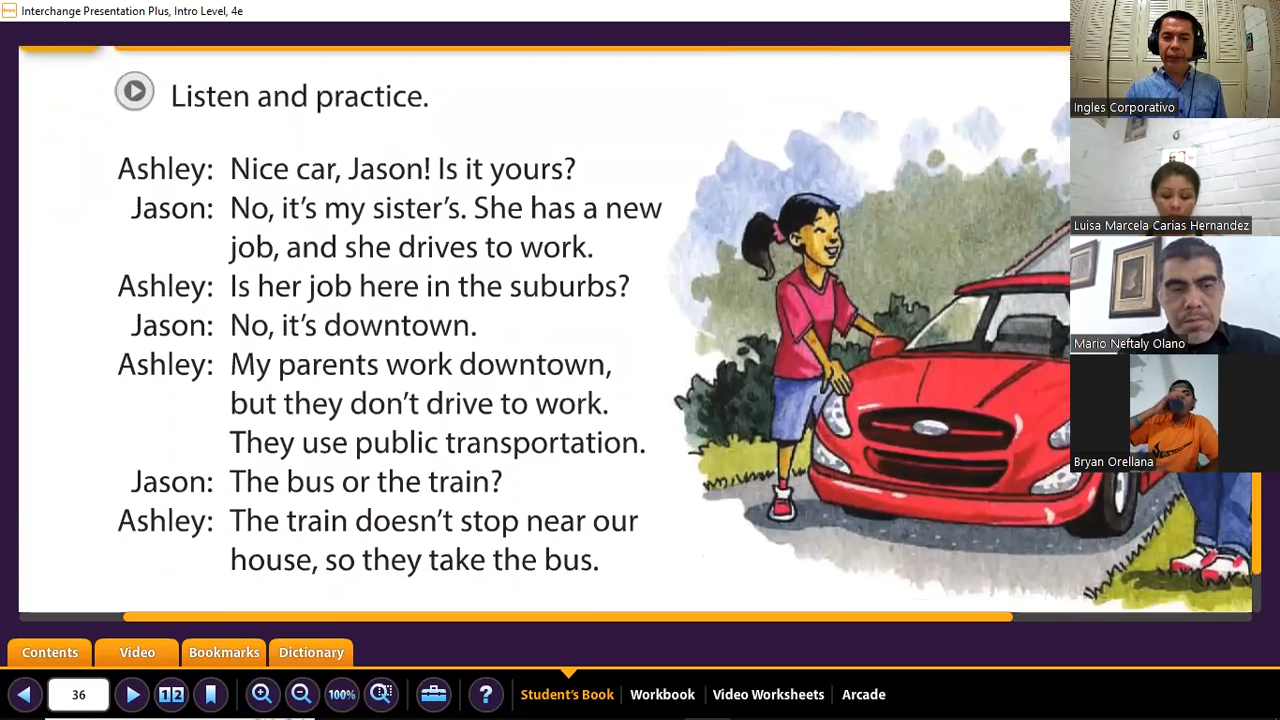 Interchange Presentation Plus, Intro Level, 4e
Listen and practice.
Ashley: Nice car, Jason! Is it yours?
Jason: No, it's my sister's. She has a new
job, and she drives to work.
Ashley: Is her job here in the suburbs?
Jason: No, it's downtown.
Ashley: My parents work downtown,
but they don't drive to work.
They use public transportation.
Jason: The bus or the train?
Ashley: The train doesn't stop near our
house, so they take the bus.
Ingles Corporativo
Luisa Marcela Carias Hernandez
Mario Neftaly Olano
Bryan Orellana
Contents Video Bookmarks Dictionary
36 1 2 100% ? Student's Book Workbook Video Worksheets Arcade